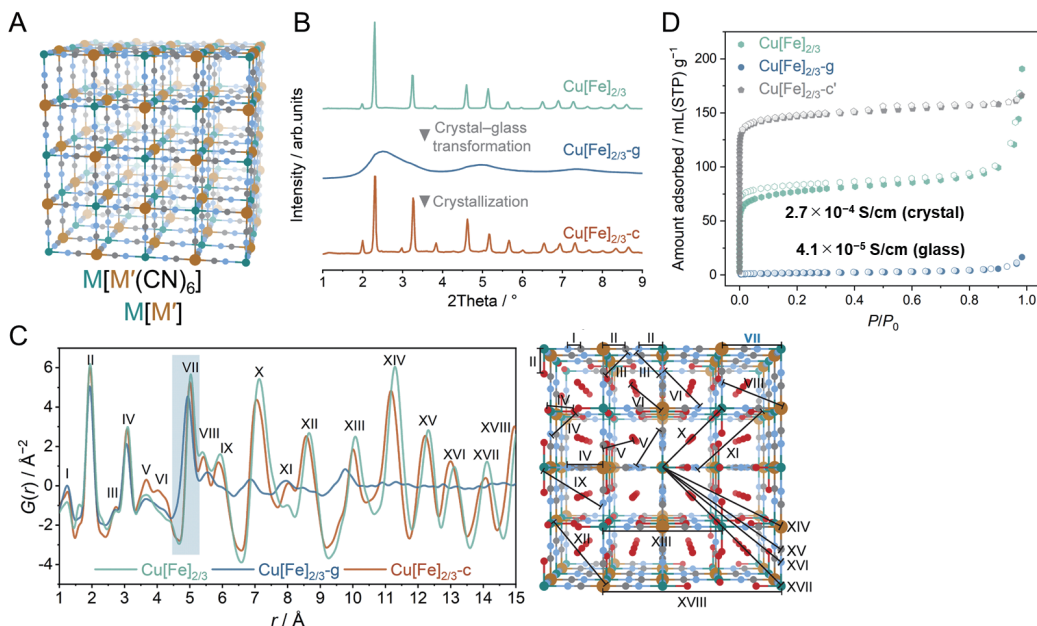 A
M[M′(CN)₆]
M[M′]
B
Intensity / arb.units
Cu[Fe]₂/₃
Crystal–glass
transformation
Cu[Fe]₂/₃-g
Crystallization
Cu[Fe]₂/₃-c
1 2 3 4 5 6 7 8 9
2Theta / °
D
Amount adsorbed / mL(STP) g⁻¹
200
150
100
50
0
Cu[Fe]₂/₃
Cu[Fe]₂/₃-g
Cu[Fe]₂/₃-c'
2.7×10⁻⁴ S/cm (crystal)
4.1×10⁻⁵ S/cm (glass)
0.0 0.2 0.4 0.6 0.8 1.0
P/P₀
C
G(r) / Å⁻²
6
4
2
0
-2
-4
I II III IV V VI VII VIII IX X XI XII XIII XIV XV XVI XVII XVIII
Cu[Fe]₂/₃ Cu[Fe]₂/₃-g Cu[Fe]₂/₃-c
1 2 3 4 5 6 7 8 9 10 11 12 13 14 15
r / Å
I II II VII
II III III
IV VI VI VIII
IV V V X
IV XI
IX
XII XIII XIV
XV
XVI
XVII
XVIII